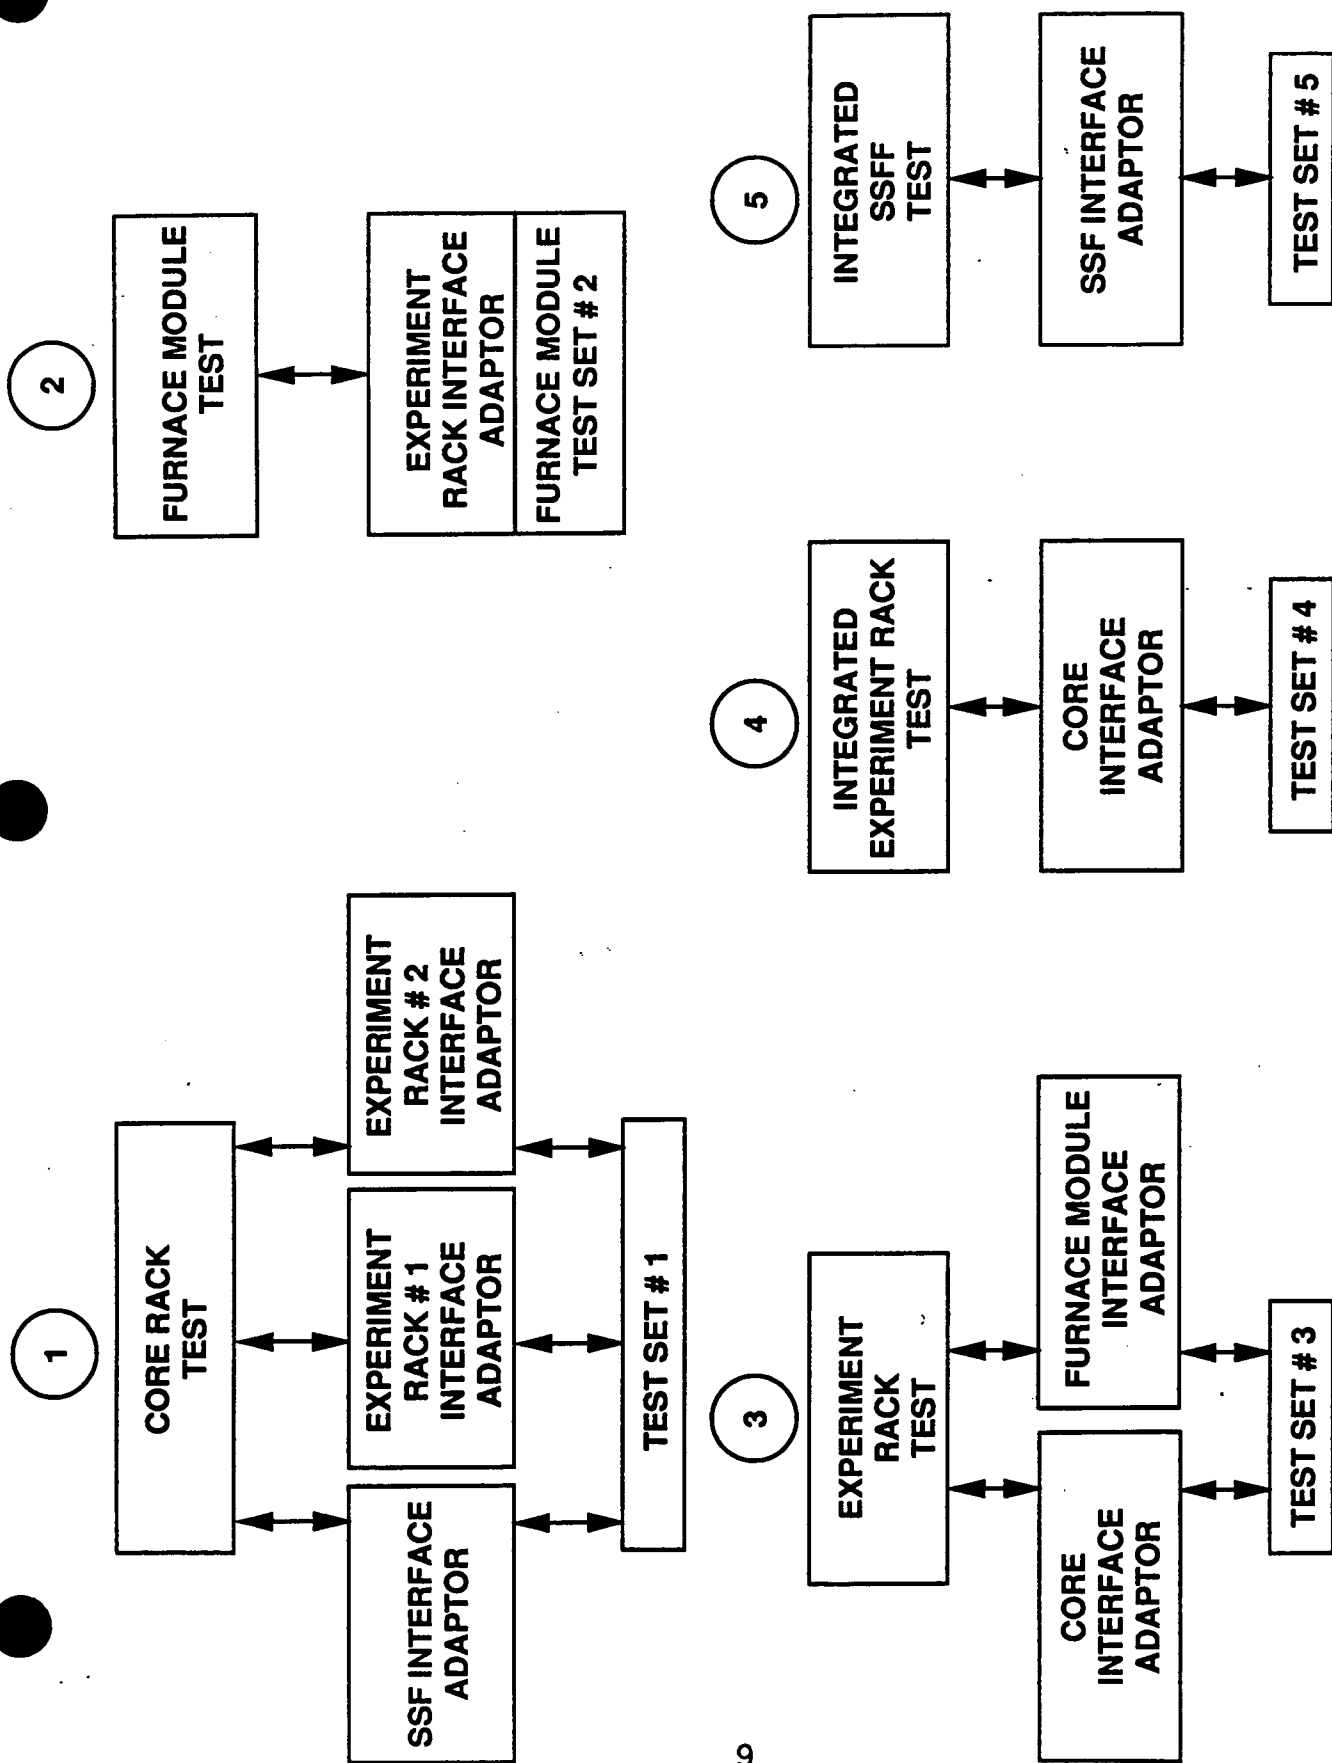 1
CORE RACK
TEST
SSF INTERFACE
ADAPTOR
EXPERIMENT
RACK # 1
INTERFACE
ADAPTOR
EXPERIMENT
RACK # 2
INTERFACE
ADAPTOR
TEST SET # 1
2
FURNACE MODULE
TEST
EXPERIMENT
RACK INTERFACE
ADAPTOR
FURNACE MODULE
TEST SET # 2
3
EXPERIMENT
RACK
TEST
CORE
INTERFACE
ADAPTOR
FURNACE MODULE
INTERFACE
ADAPTOR
TEST SET # 3
4
INTEGRATED
EXPERIMENT RACK
TEST
CORE
INTERFACE
ADAPTOR
TEST SET # 4
5
INTEGRATED
SSFF
TEST
SSF INTERFACE
ADAPTOR
TEST SET # 5
9